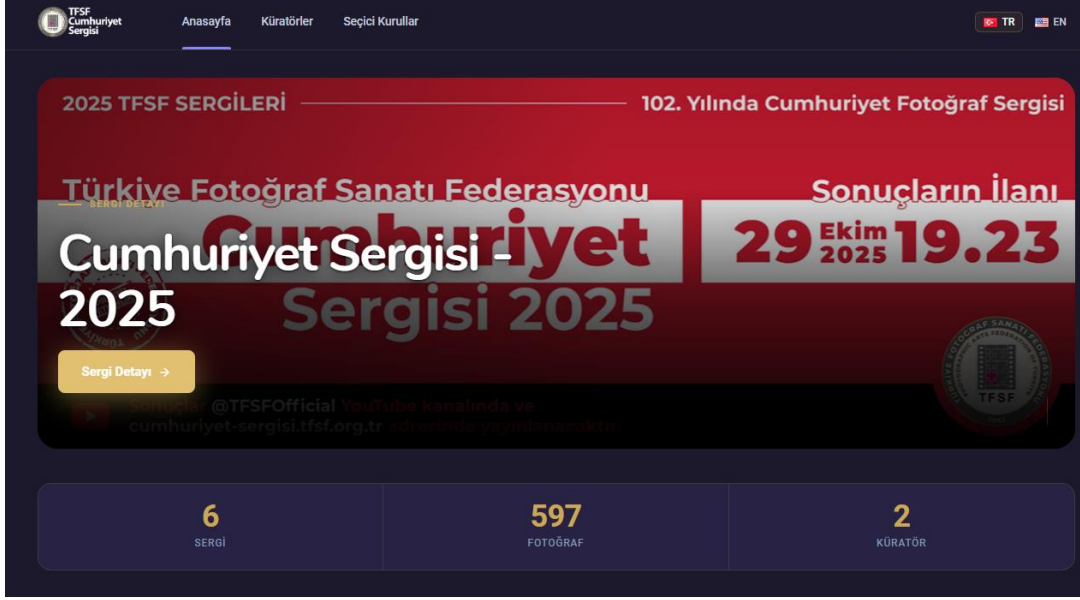 TFSF
Cumhuriyet
Sergisi
Anasayfa
Küratörler
Seçici Kurullar
TR
EN
2025 TFSF SERGİLERİ
102. Yılında Cumhuriyet Fotoğraf Sergisi
Türkiye Fotoğraf Sanatı Federasyonu
Sonuçların İlanı
SERGİ DETAYI
Cumhuriyet
29 Ekim 2025 19.23
Cumhuriyet Sergisi -
2025
Sergisi 2025
Sergi Detayı →
Sonuçlar @TFSFOfficial YouTube kanalında ve
cumhuriyet-sergisi.tfsf.org.tr adresinde yayınlanacaktır.
TFSF
6
SERGİ
597
FOTOĞRAF
2
KÜRATÖR